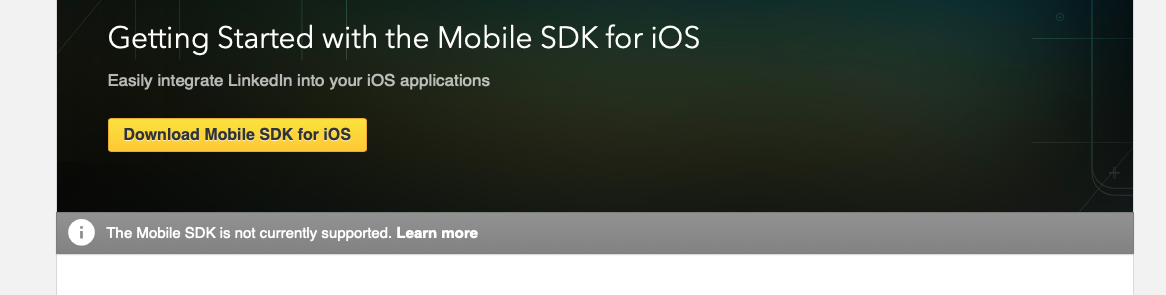 Getting Started with the Mobile SDK for iOS
Easily integrate LinkedIn into your iOS applications
Download Mobile SDK for iOS
The Mobile SDK is not currently supported. Learn more